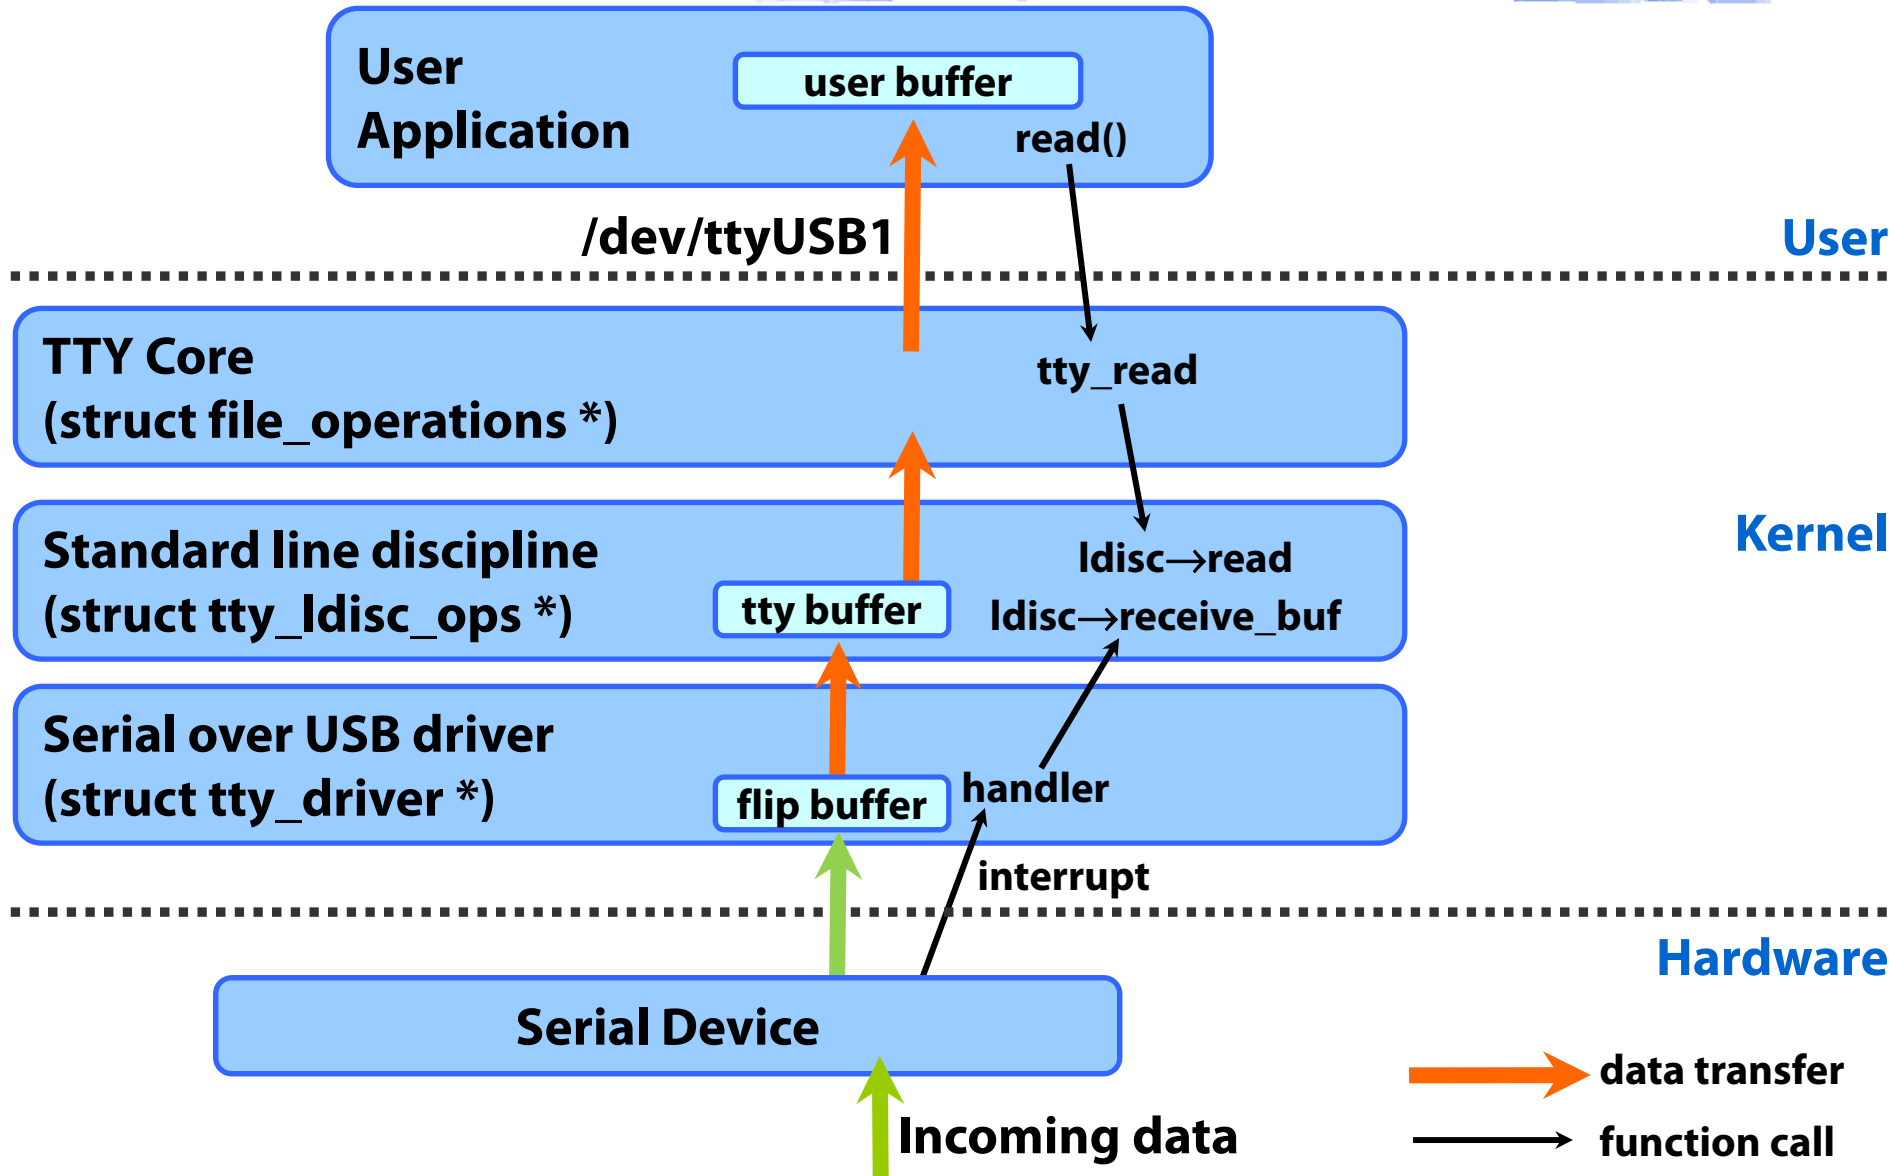 User
Application
user buffer
read()
/dev/ttyUSB1
User
TTY Core
(struct file_operations *)
tty_read
Standard line discipline
(struct tty_ldisc_ops *)
tty buffer
ldisc→read
ldisc→receive_buf
Kernel
Serial over USB driver
(struct tty_driver *)
flip buffer
handler
interrupt
Hardware
Serial Device
Incoming data
data transfer
function call